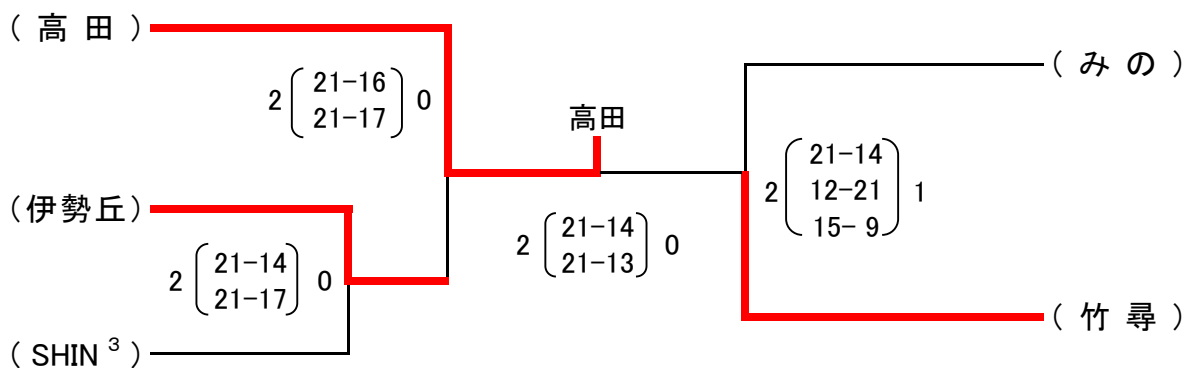 ( 高 田 )
( み の )
2 ( 21-16 ) 0
21-17
高田
2 ( 21-14 ) 1
12-21
15- 9
(伊勢丘)
2 ( 21-14 ) 0
21-13
2 ( 21-14 ) 0
21-17
( 竹 尋 )
( SHIN ³ )